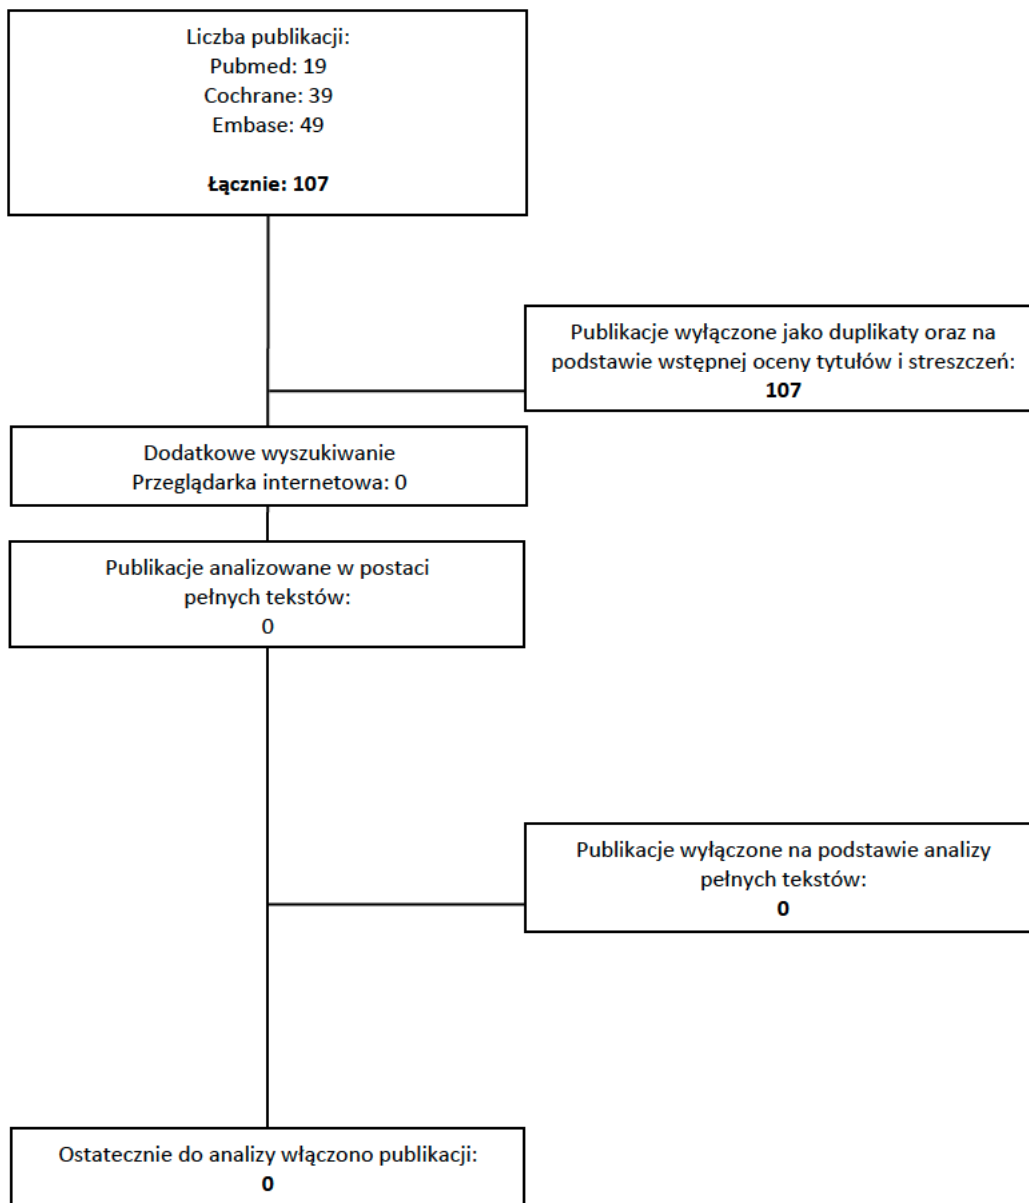 Liczba publikacji:
Pubmed: 19
Cochrane: 39
Embase: 49
Łącznie: 107
Publikacje wyłączone jako duplikaty oraz na
podstawie wstępnej oceny tytułów i streszczeń:
107
Dodatkowe wyszukiwanie
Przeglądarka internetowa: 0
Publikacje analizowane w postaci
pełnych tekstów:
0
Publikacje wyłączone na podstawie analizy
pełnych tekstów:
0
Ostatecznie do analizy włączono publikacji:
0